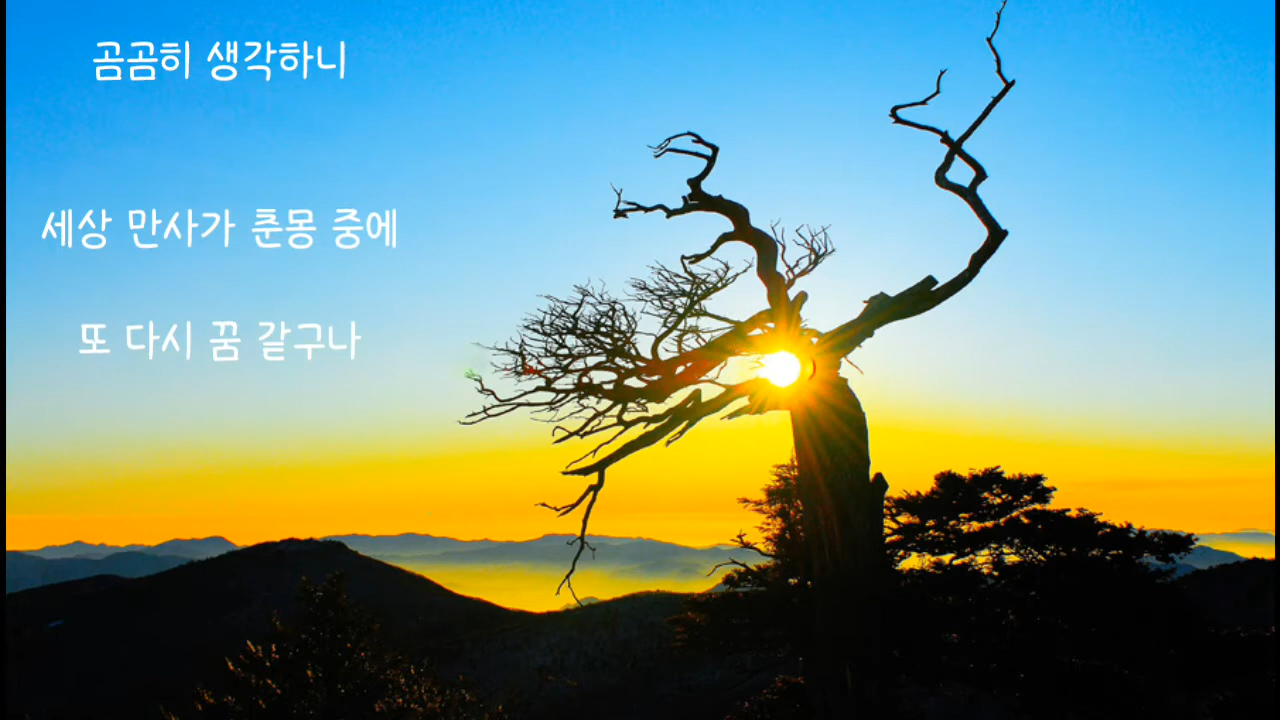 곰곰히 생각하니
세상 만사가 춘몽 중에
또 다시 꿈 같구나